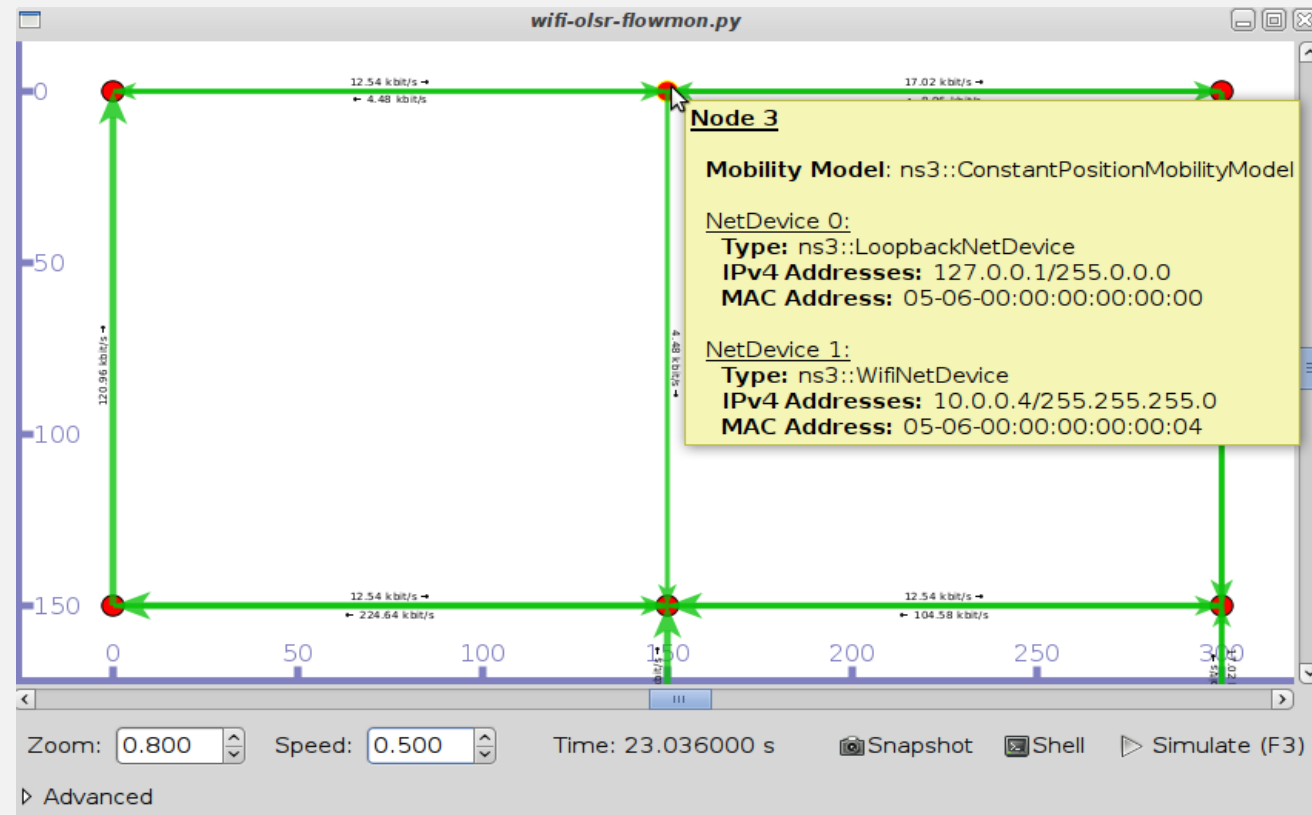 wifi-olsr-flowmon.py
0
12.54 kbit/s →
← 4.48 kbit/s
17.02 kbit/s →
Node 3
Mobility Model: ns3::ConstantPositionMobilityModel
NetDevice 0:
Type: ns3::LoopbackNetDevice
IPv4 Addresses: 127.0.0.1/255.0.0.0
MAC Address: 05-06-00:00:00:00:00:00
NetDevice 1:
Type: ns3::WifiNetDevice
IPv4 Addresses: 10.0.0.4/255.255.255.0
MAC Address: 05-06-00:00:00:00:00:04
50
120.96 kbit/s →
4.48 kbit/s →
100
150
12.54 kbit/s →
← 224.64 kbit/s
12.54 kbit/s →
← 104.58 kbit/s
0
50
100
150
200
250
300
Zoom: 0.800
Speed: 0.500
Time: 23.036000 s
Snapshot
Shell
Simulate (F3)
Advanced